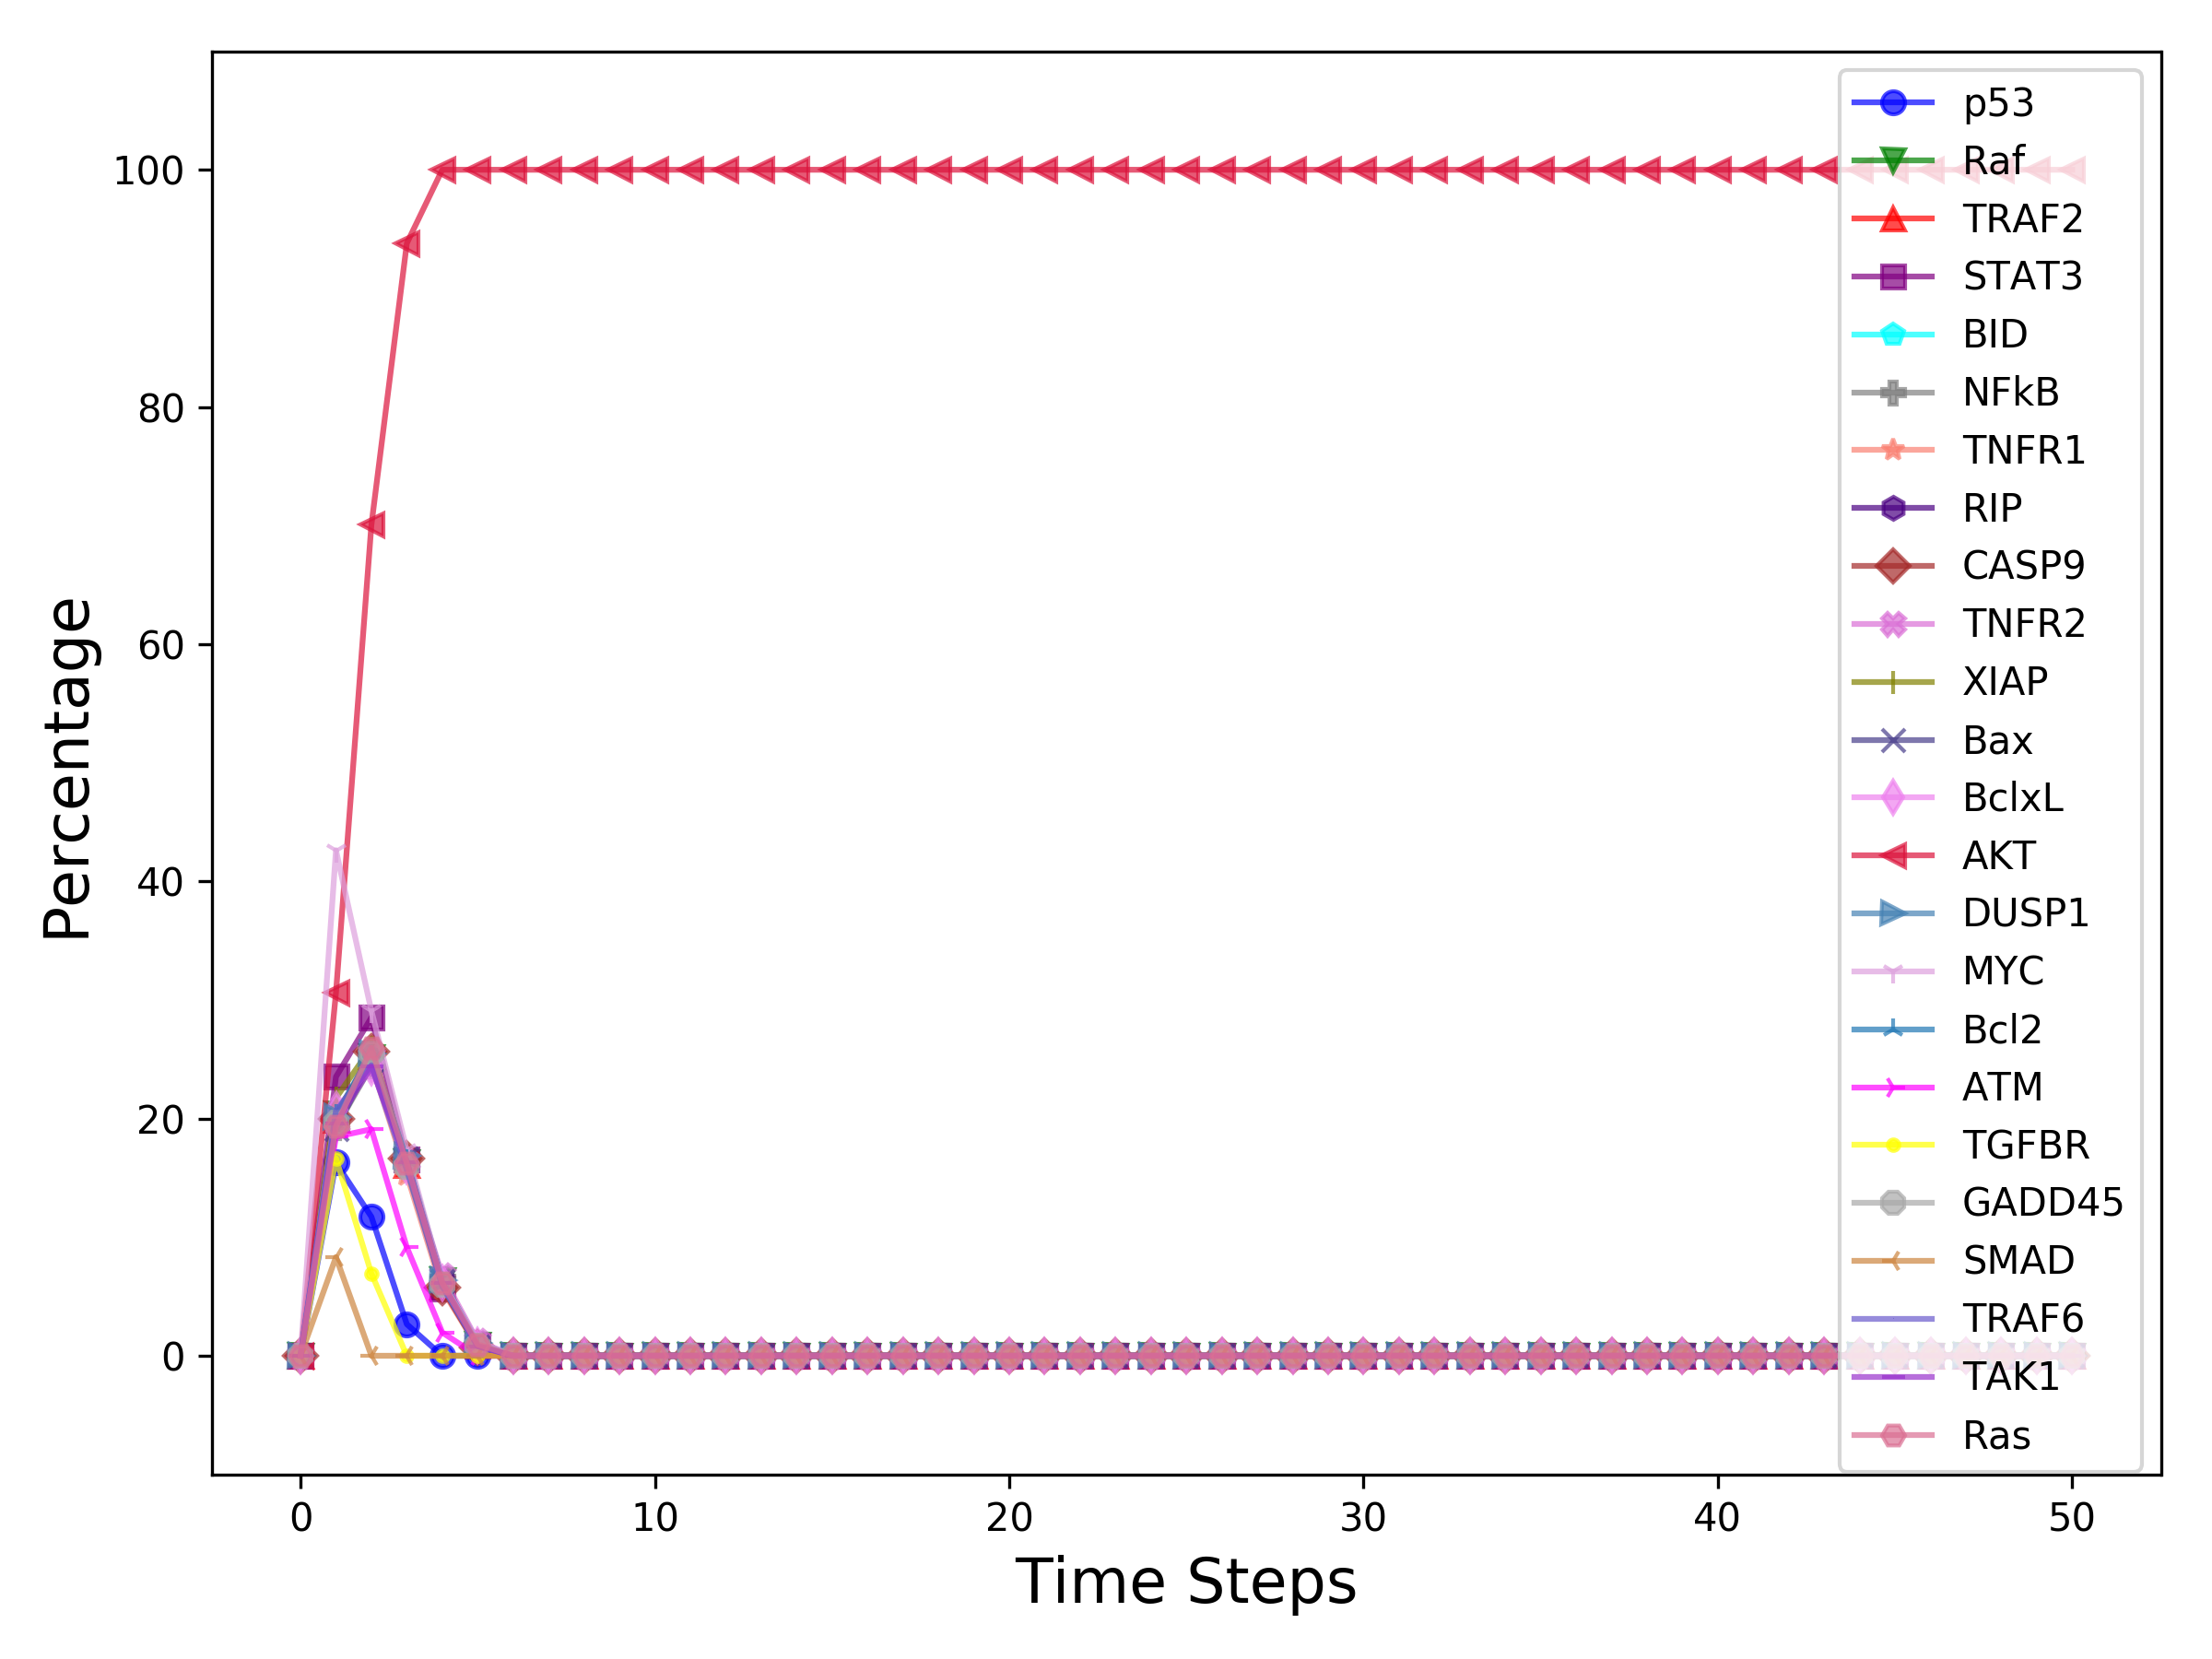 Percentage
100
80
60
40
20
0
0 10 20 30 40 50
Time Steps
p53
Raf
TRAF2
STAT3
BID
NFkB
TNFR1
RIP
CASP9
TNFR2
XIAP
Bax
BclxL
AKT
DUSP1
MYC
Bcl2
ATM
TGFBR
GADD45
SMAD
TRAF6
TAK1
Ras